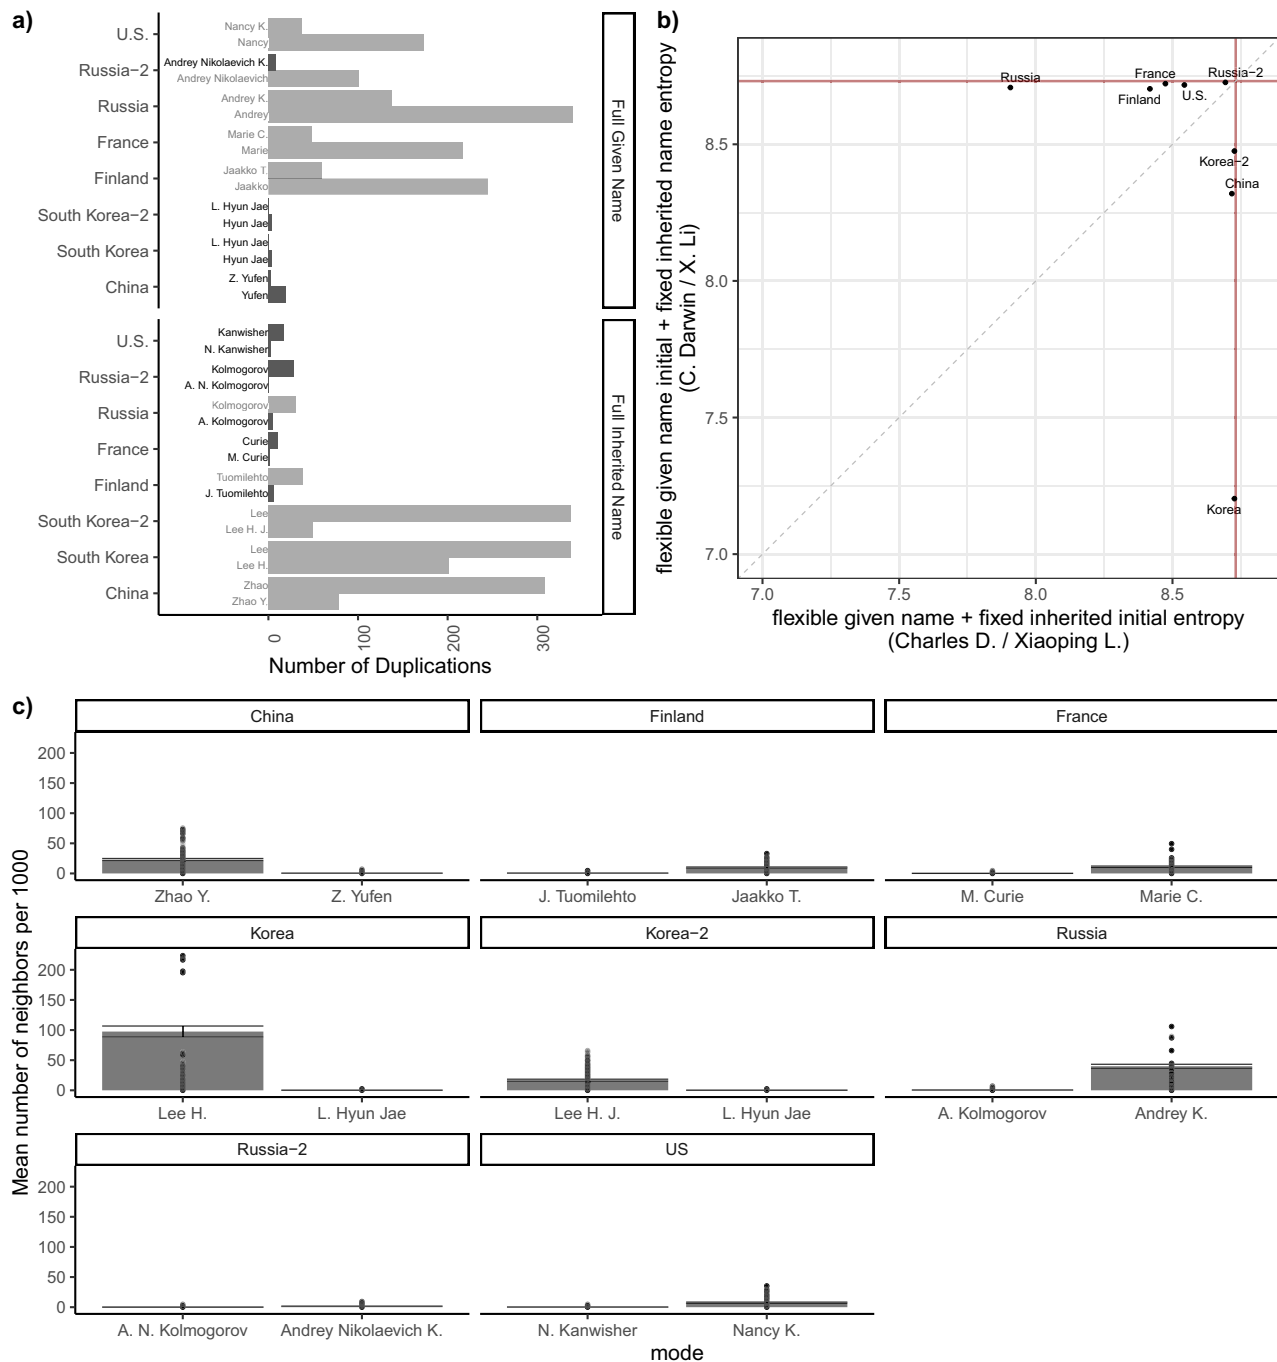 a)
U.S.
Nancy K.
Nancy
Russia-2
Andrey Nikolaevich K.
Andrey Nikolaevich
Russia
Andrey K.
Andrey
France
Marie C.
Marie
Finland
Jaakko T.
Jaakko
South Korea-2
L. Hyun Jae
Hyun Jae
South Korea
L. Hyun Jae
Hyun Jae
China
Z. Yufen
Yufen
Full Given Name
U.S.
Kanwisher
N. Kanwisher
Russia-2
Kolmogorov
A. N. Kolmogorov
Russia
Kolmogorov
A. Kolmogorov
France
Curie
M. Curie
Finland
Tuomilehto
J. Tuomilehto
South Korea-2
Lee
Lee H. J.
South Korea
Lee
Lee H.
China
Zhao
Zhao Y.
Full Inherited Name
0 100 200 300
Number of Duplications
b)
flexible given name initial + fixed inherited name entropy
(C. Darwin / X. Li)
8.5
8.0
7.5
7.0
Russia
France
Russia−2
Finland
U.S.
Korea−2
China
Korea
7.0 7.5 8.0 8.5
flexible given name + fixed inherited initial entropy
(Charles D. / Xiaoping L.)
c)
Mean number of neighbors per 1000
China Finland France
200
150
100
50
0
Zhao Y. Z. Yufen J. Tuomilehto Jaakko T. M. Curie Marie C.
Korea Korea−2 Russia
200
150
100
50
0
Lee H. L. Hyun Jae Lee H. J. L. Hyun Jae A. Kolmogorov Andrey K.
Russia−2 US
200
150
100
50
0
A. N. Kolmogorov Andrey Nikolaevich K. N. Kanwisher Nancy K.
mode